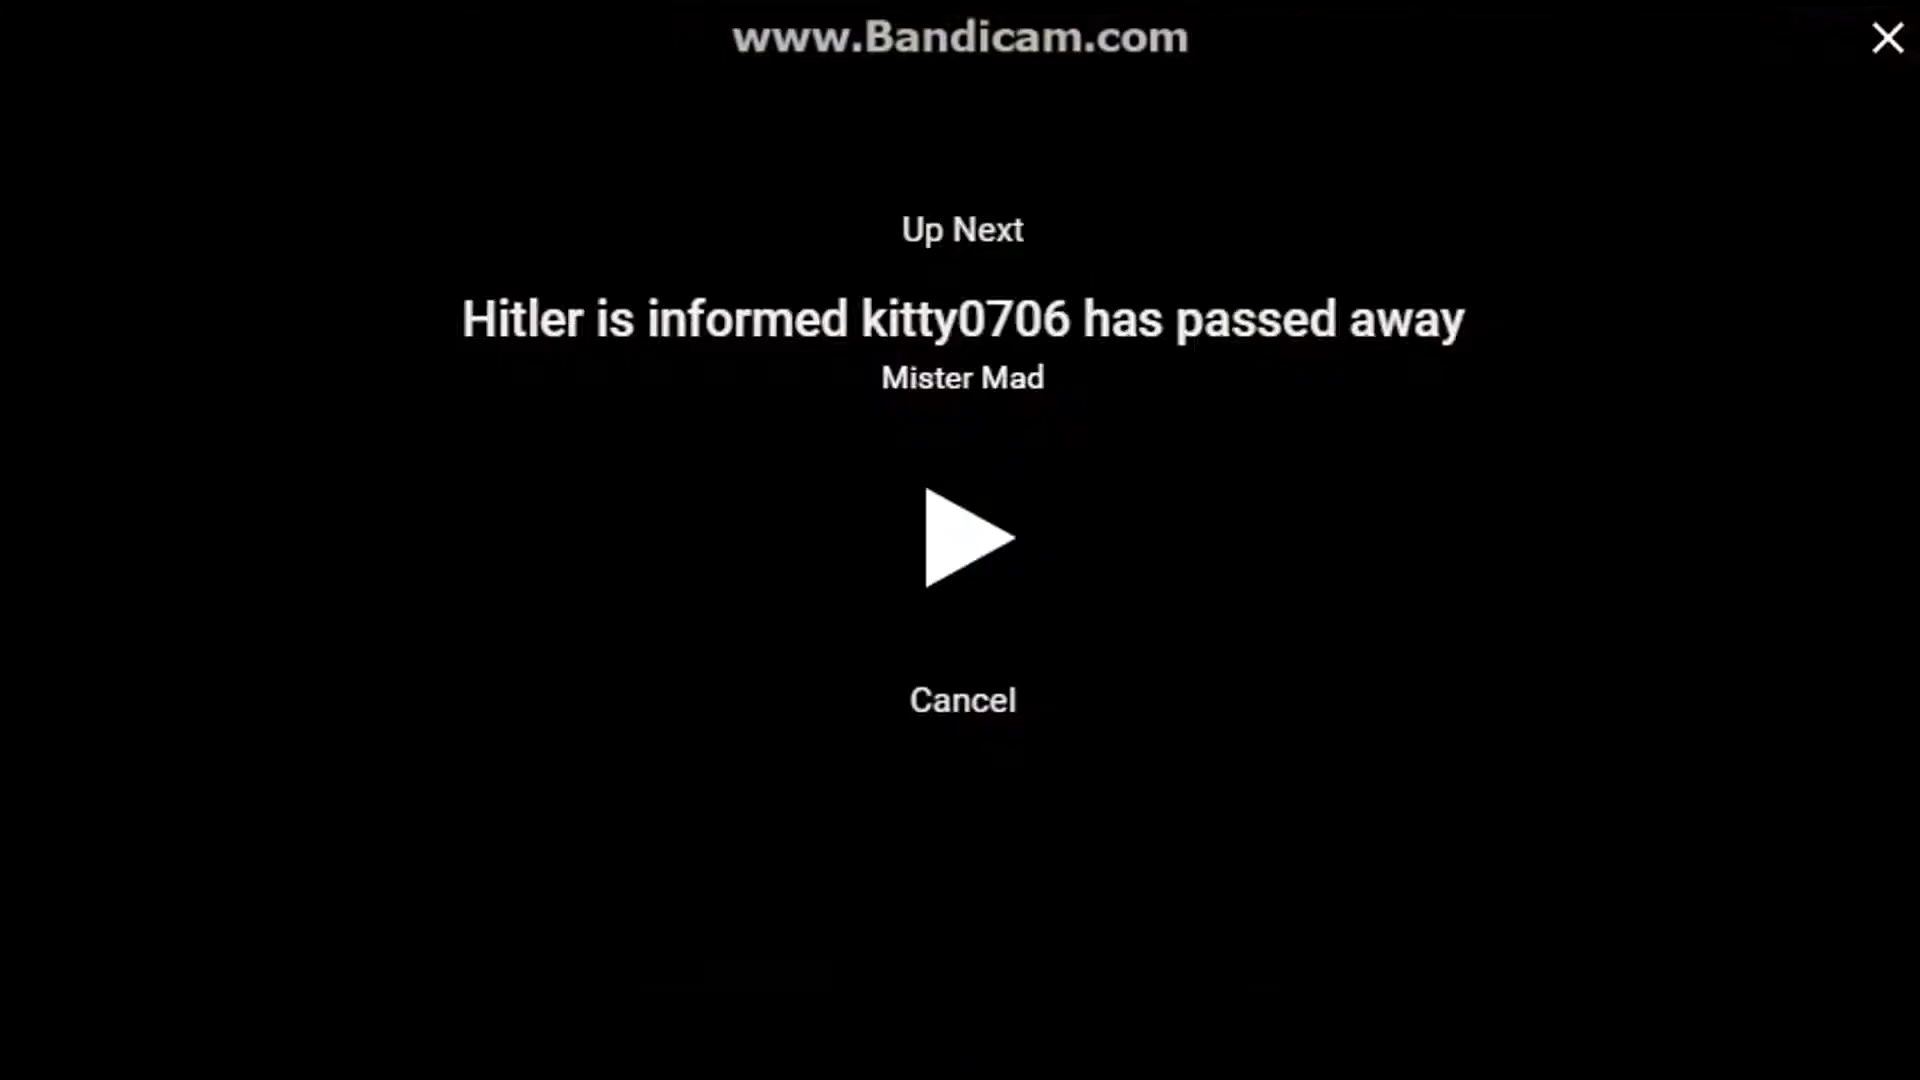 www.Bandicam.com
Up Next
Hitler is informed kitty0706 has passed away
Mister Mad
Cancel